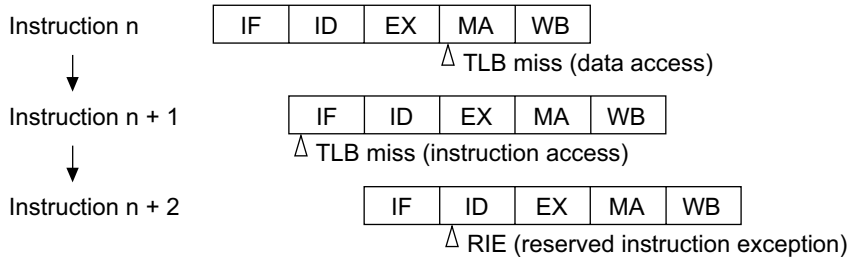 Instruction n IF ID EX MA WB
TLB miss (data access)
Instruction n + 1 IF ID EX MA WB
TLB miss (instruction access)
Instruction n + 2 IF ID EX MA WB
RIE (reserved instruction exception)